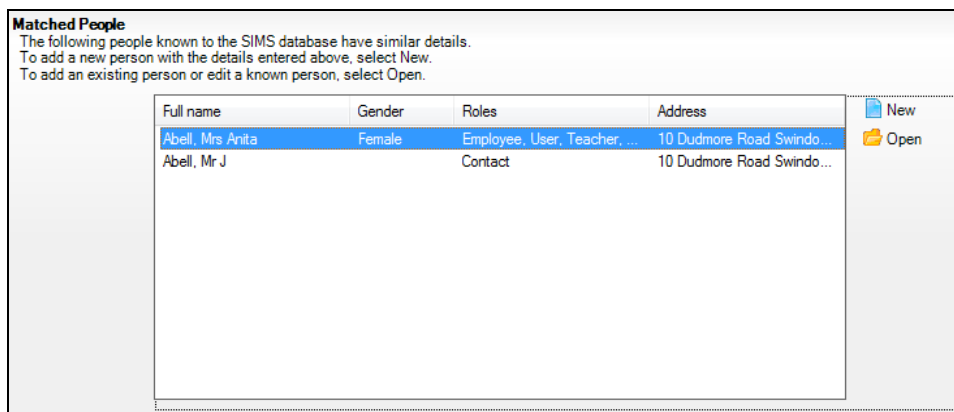 Matched People
The following people known to the SIMS database have similar details.
To add a new person with the details entered above, select New.
To add an existing person or edit a known person, select Open.
Full name Gender Roles Address New
Abell, Mrs Anita Female Employee, User, Teacher, ... 10 Dudmore Road Swindo... Open
Abell, Mr J Contact 10 Dudmore Road Swindo...